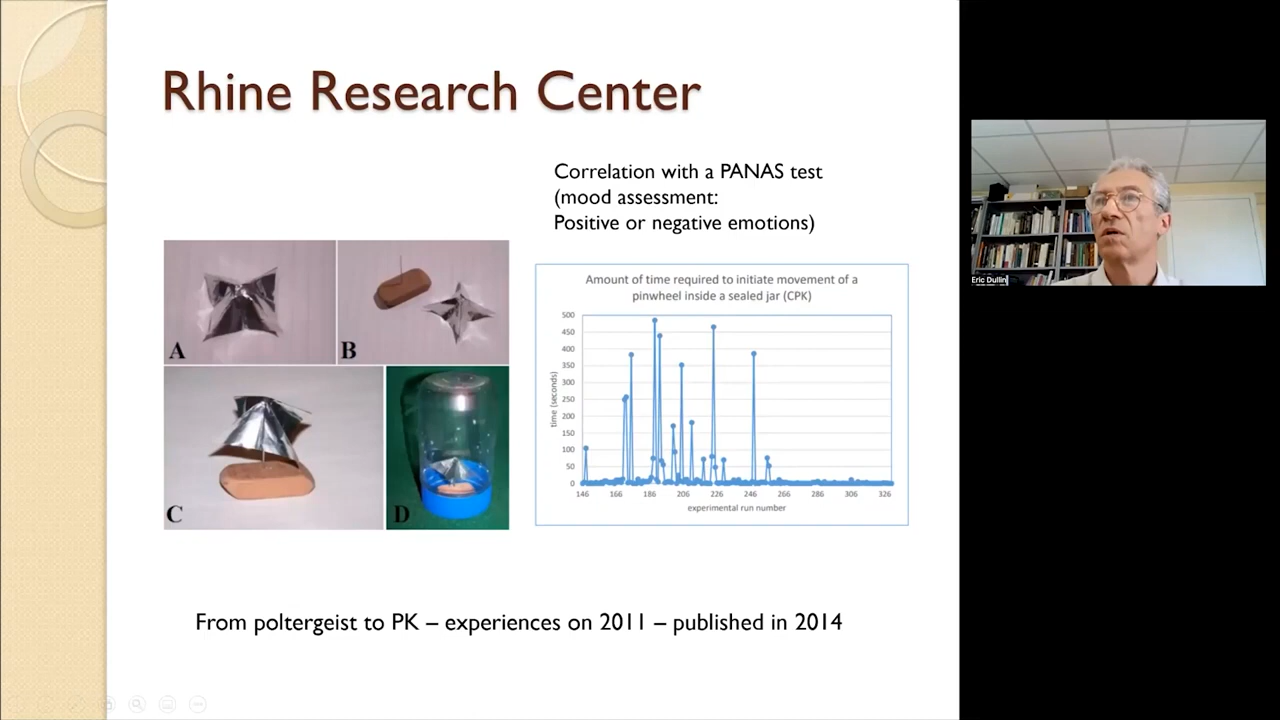 Rhine Research Center
Correlation with a PANAS test
(mood assessment:
Positive or negative emotions)
A
B
C
D
Amount of time required to initiate movement of a
pinwheel inside a sealed jar (CPK)
500
450
400
350
300
250
200
150
100
50
0
time (seconds)
146 166 186 206 226 246 266 286 306 326
experimental run number
From poltergeist to PK – experiences on 2011 – published in 2014
Eric Dullin